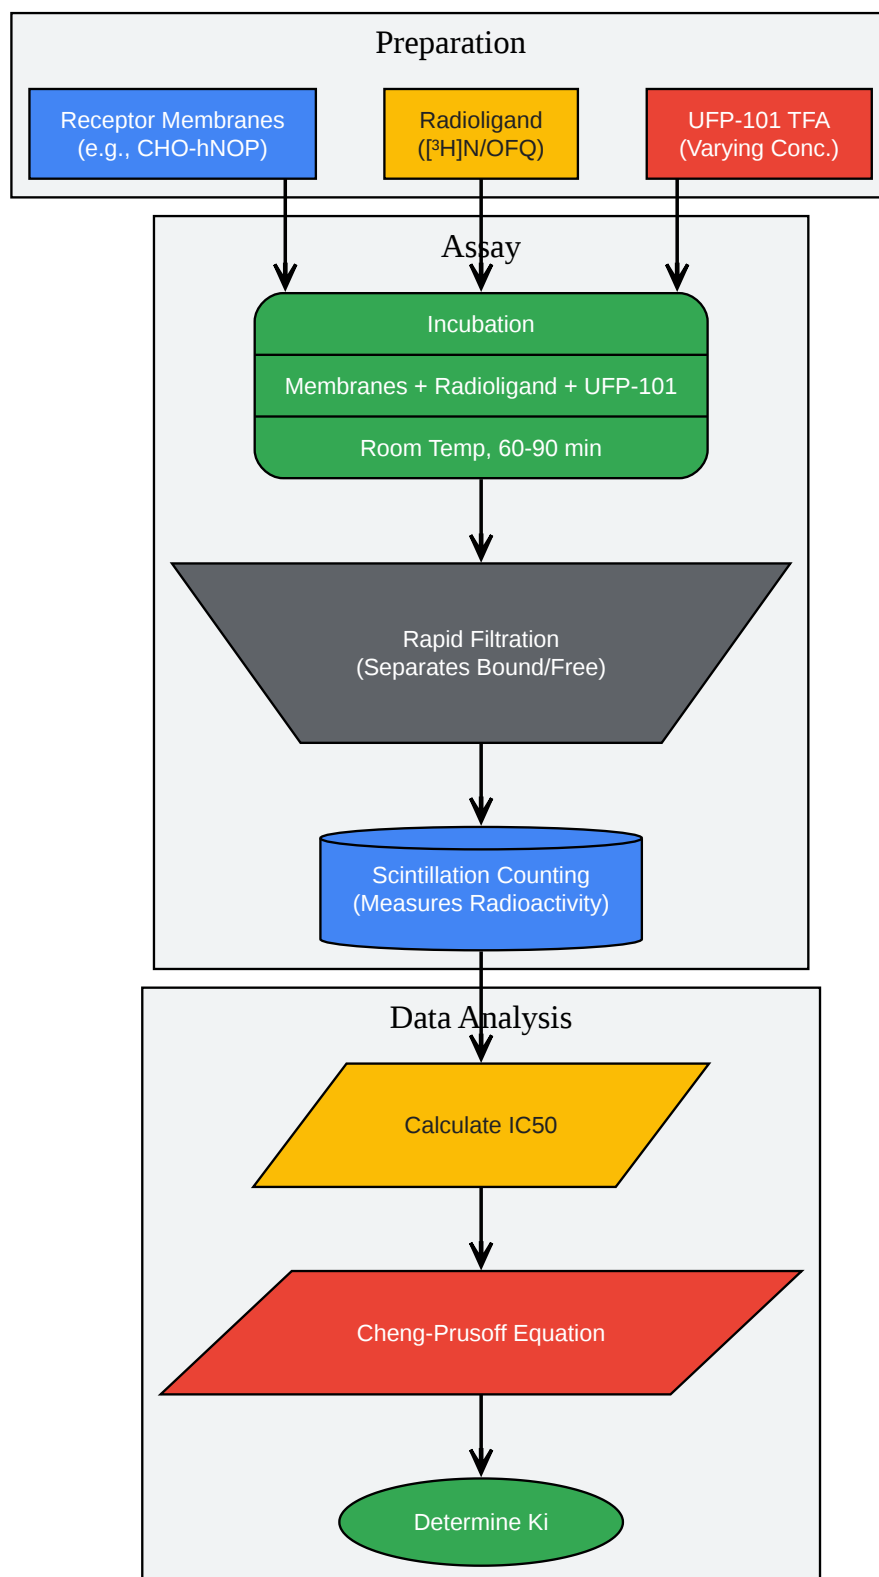 Preparation
Receptor Membranes
(e.g., CHO-hNOP)
Radioligand
([³H]N/OFQ)
UFP-101 TFA
(Varying Conc.)
Assay
Incubation
Membranes + Radioligand + UFP-101
Room Temp, 60-90 min
Rapid Filtration
(Separates Bound/Free)
Scintillation Counting
(Measures Radioactivity)
Data Analysis
Calculate IC50
Cheng-Prusoff Equation
Determine Ki